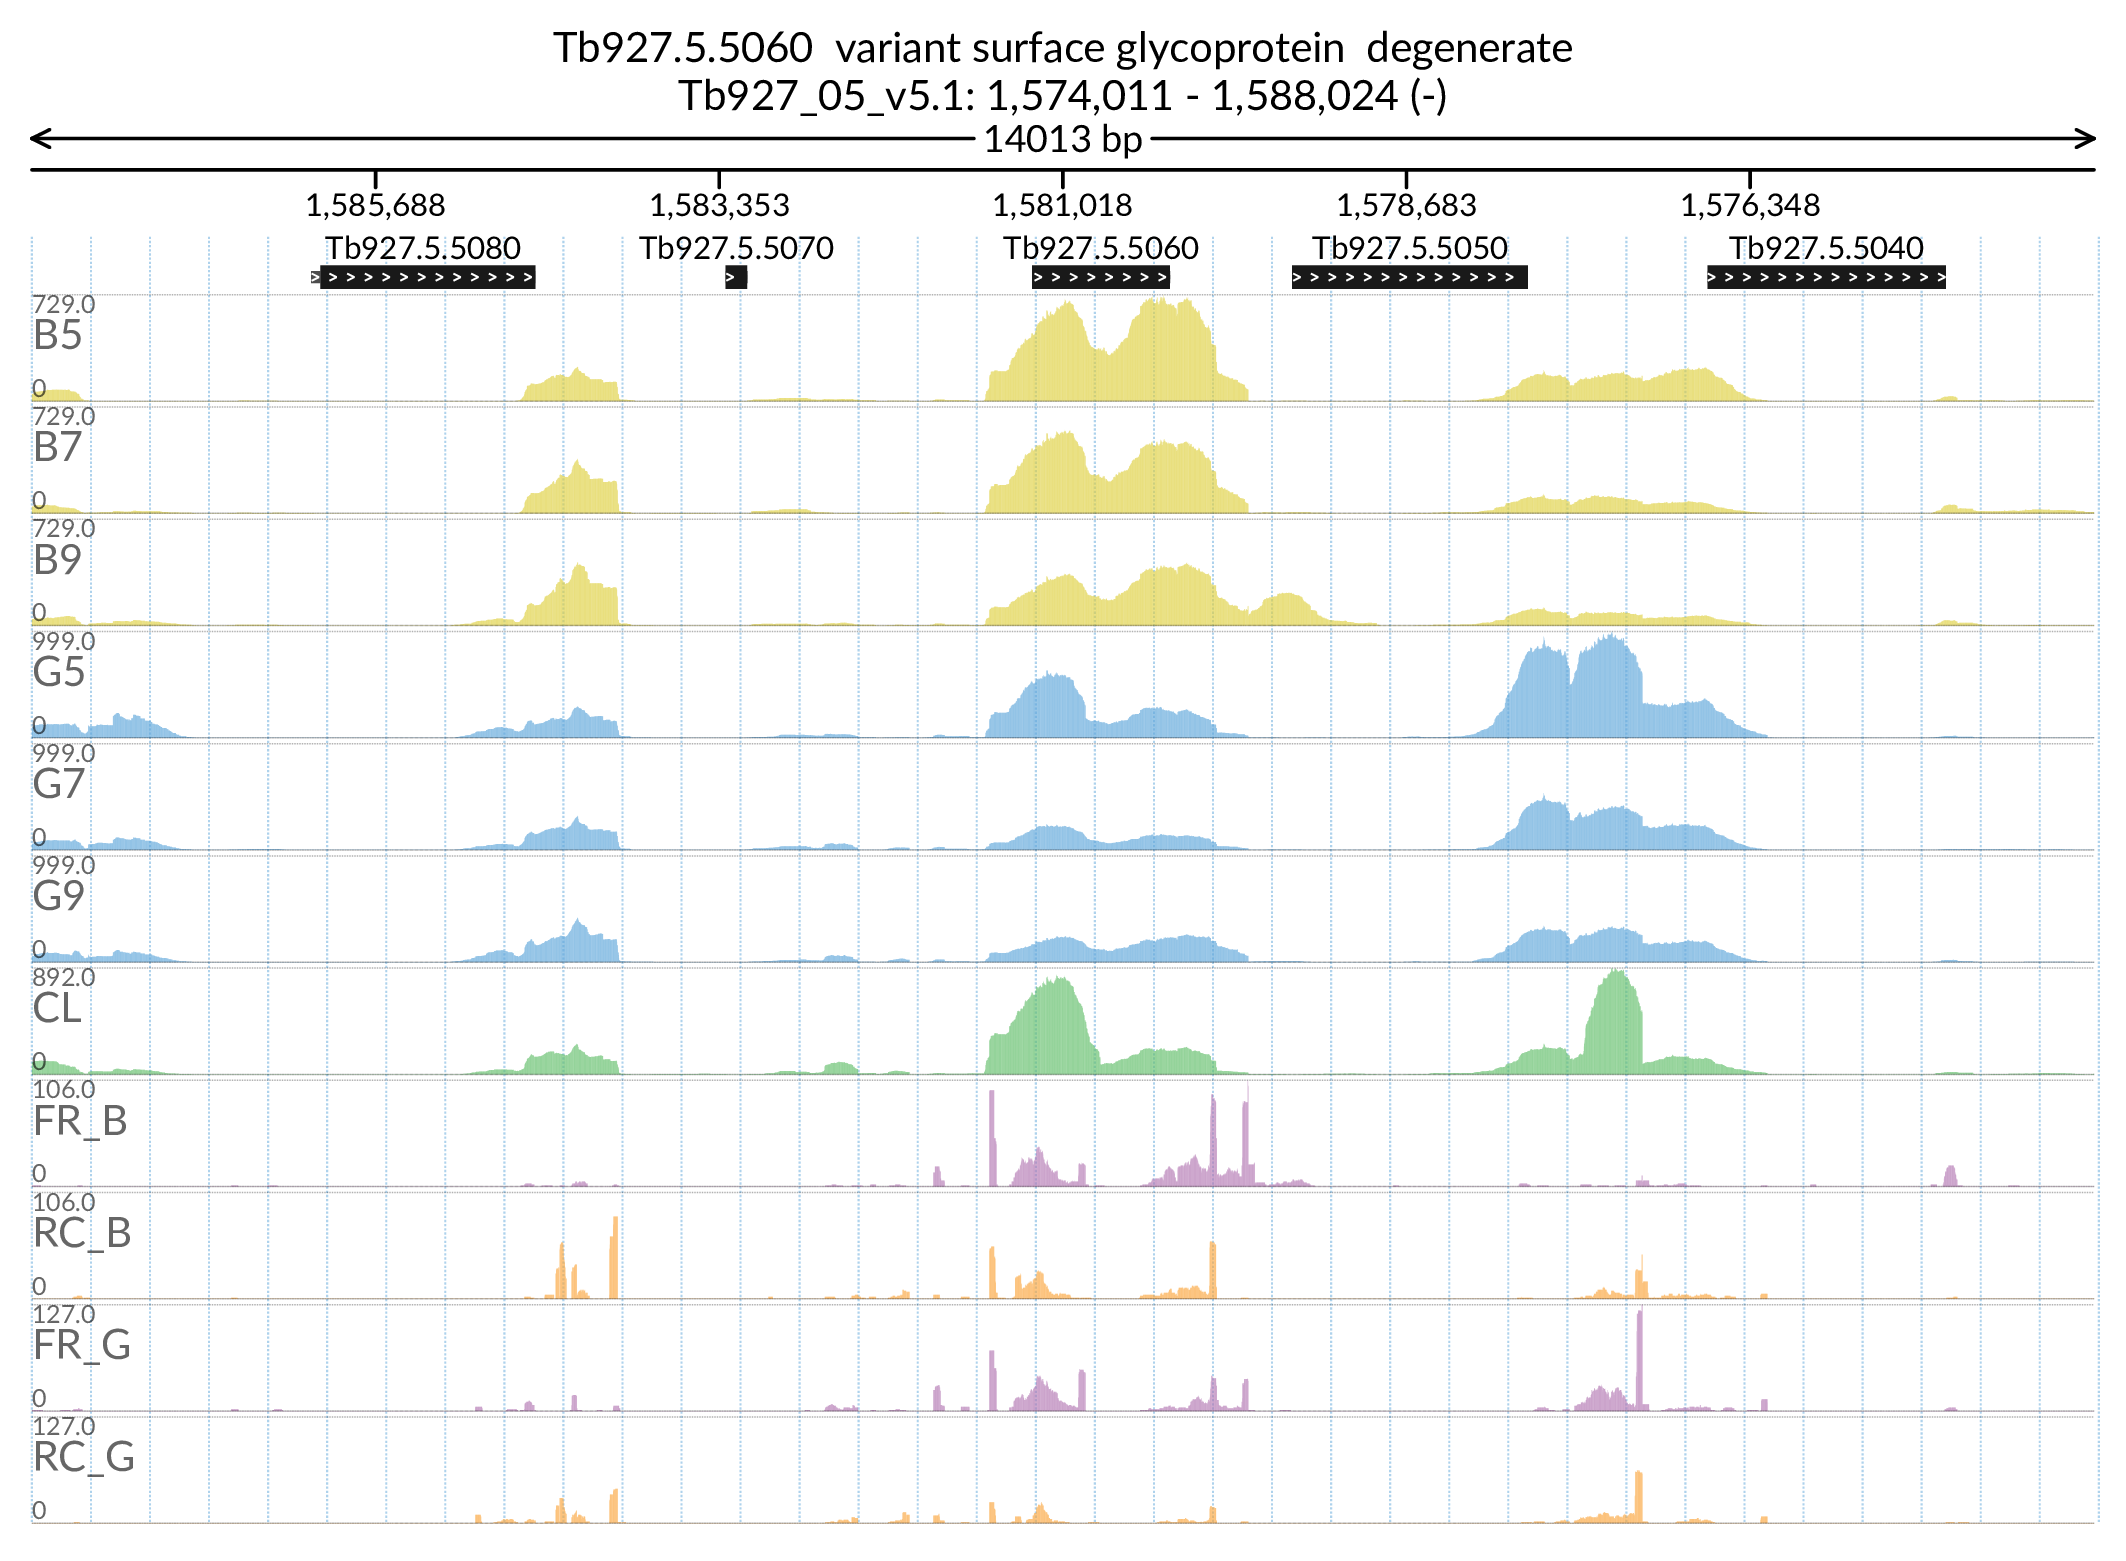 Tb927.5.5060 variant surface glycoprotein degenerate
Tb927_05_v5.1: 1,574,011 - 1,588,024 (-)
14013 bp
1,585,688 1,583,353 1,581,018 1,578,683 1,576,348
Tb927.5.5080 Tb927.5.5070 Tb927.5.5060 Tb927.5.5050 Tb927.5.5040
729.0
B5
0
729.0
B7
0
729.0
B9
0
999.0
G5
0
999.0
G7
0
999.0
G9
0
892.0
CL
0
106.0
FR_B
0
106.0
RC_B
0
127.0
FR_G
0
127.0
RC_G
0